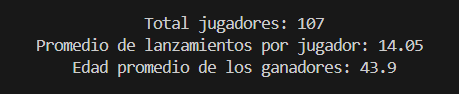 Total jugadores: 107
Promedio de lanzamientos por jugador: 14.05
Edad promedio de los ganadores: 43.9